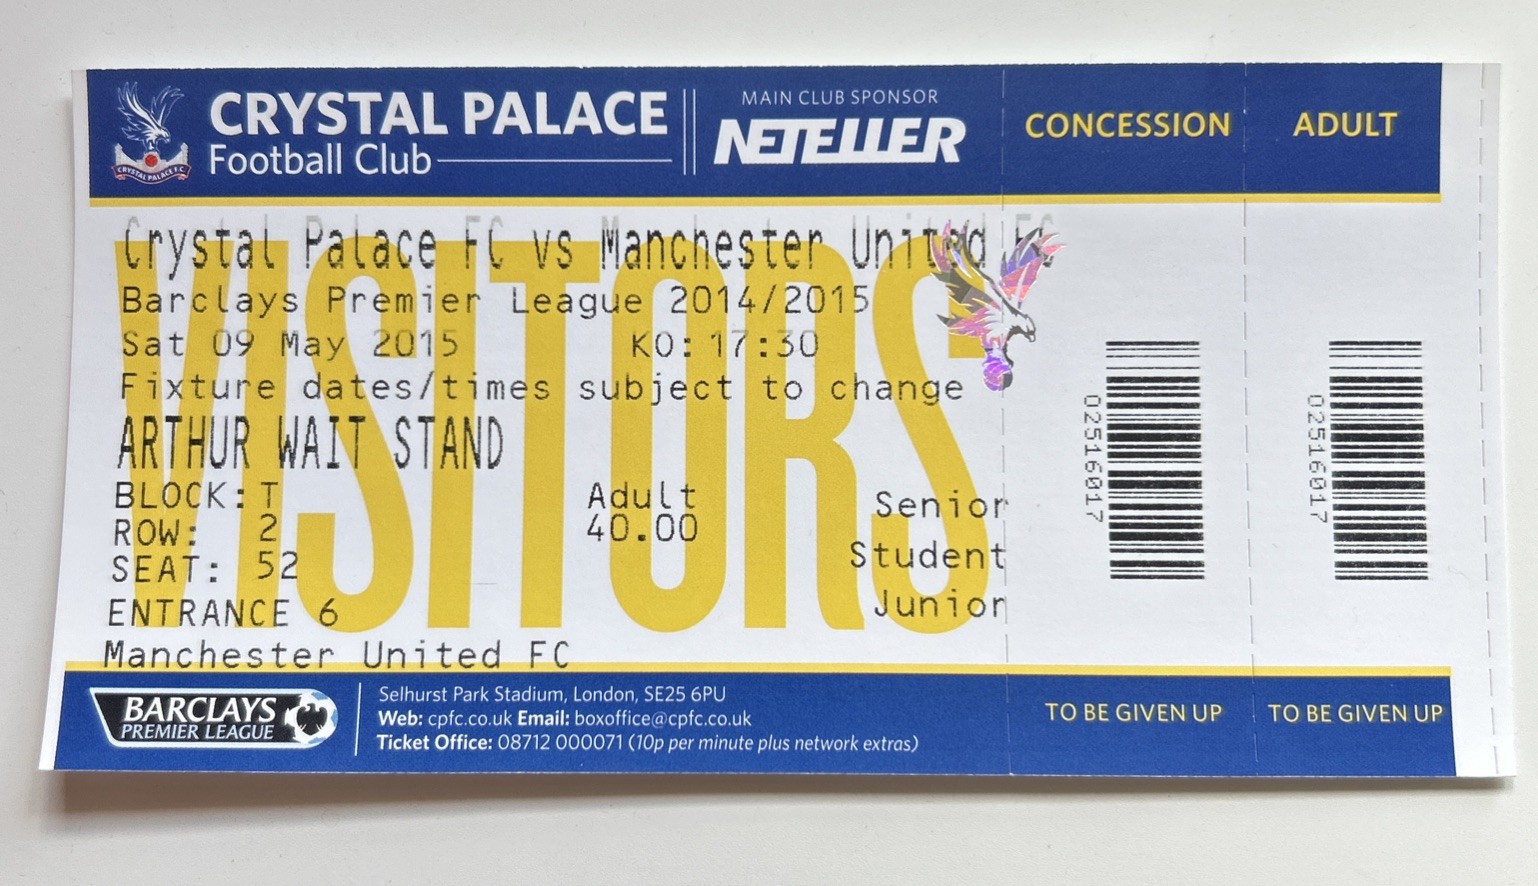 CRYSTAL PALACE
Football Club
CRYSTAL PALACE F.C.
MAIN CLUB SPONSOR
NETELLER
CONCESSION
ADULT
Crystal Palace FC vs Manchester United FC
Barclays Premier League 2014/2015
Sat 09 May 2015 KO: 17:30
Fixture dates/times subject to change
VISITORS
ARTHUR WAIT STAND
BLOCK: T Adult Senior
ROW: 2 40.00
SEAT: 52 Student
ENTRANCE 6 Junior
Manchester United FC
02516017
02516017
BARCLAYS
PREMIER LEAGUE
Selhurst Park Stadium, London, SE25 6PU
Web: cpfc.co.uk Email: boxoffice@cpfc.co.uk
Ticket Office: 08712 000071 (10p per minute plus network extras)
TO BE GIVEN UP
TO BE GIVEN UP